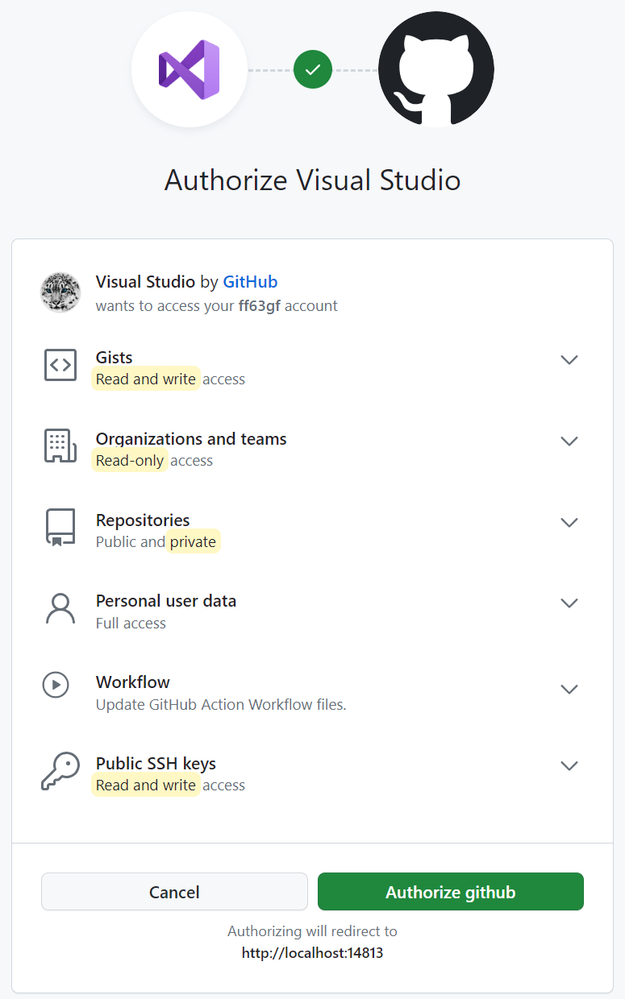 Authorize Visual Studio
Visual Studio by GitHub
wants to access your ff63gf account
Gists
Read and write access
Organizations and teams
Read-only access
Repositories
Public and private
Personal user data
Full access
Workflow
Update GitHub Action Workflow files.
Public SSH keys
Read and write access
Cancel
Authorize github
Authorizing will redirect to
http://localhost:14813